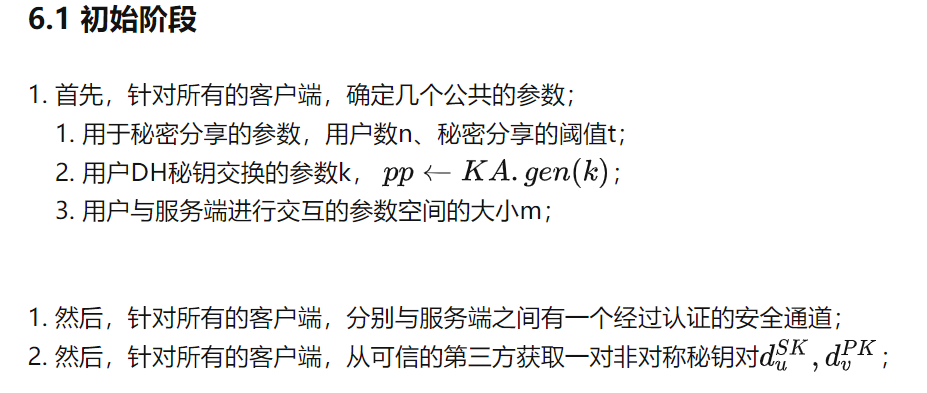 6.1 初始阶段
1. 首先，针对所有的客户端，确定几个公共的参数；
1. 用于秘密分享的参数，用户数n、秘密分享的阈值t；
2. 用户DH秘钥交换的参数k， pp ← KA.gen(k)；
3. 用户与服务端进行交互的参数空间的大小m；
1. 然后，针对所有的客户端，分别与服务端之间有一个经过认证的安全通道；
2. 然后，针对所有的客户端，从可信的第三方获取一对非对称秘钥对d_u^{SK}, d_v^{PK}；